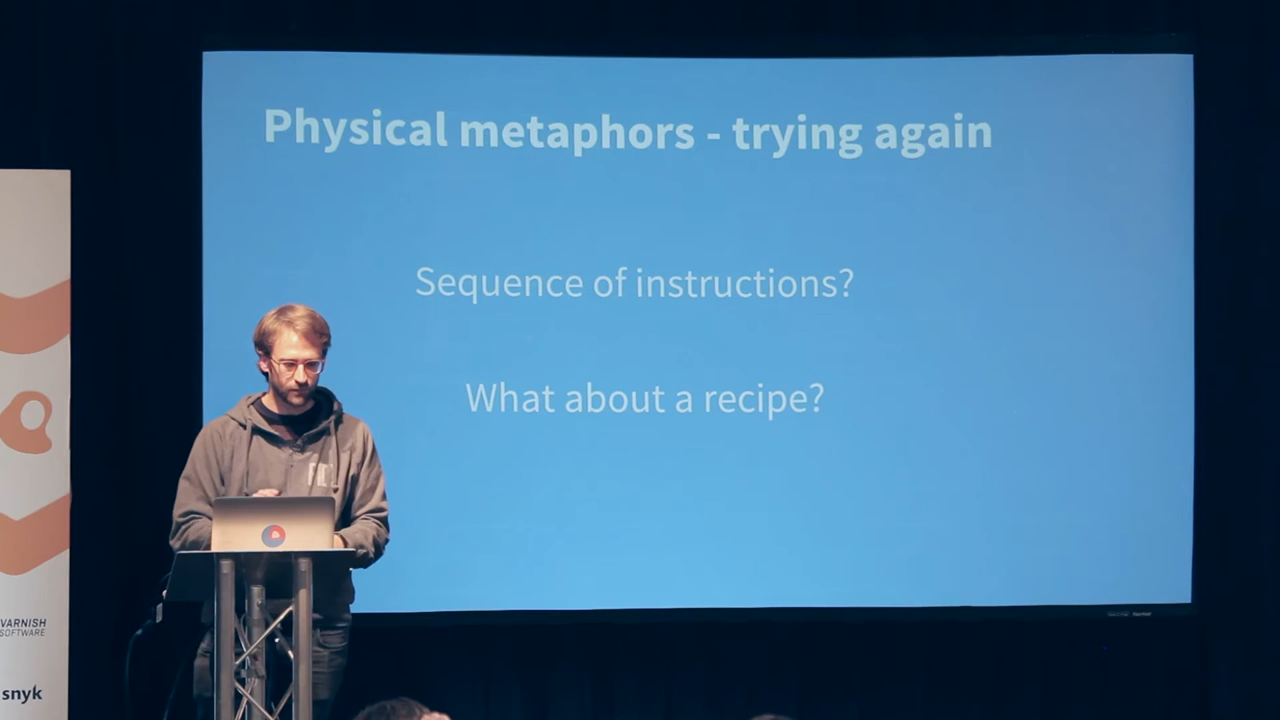 Physical metaphors - trying again
Sequence of instructions?
What about a recipe?
VARNISH
SOFTWARE
snyk